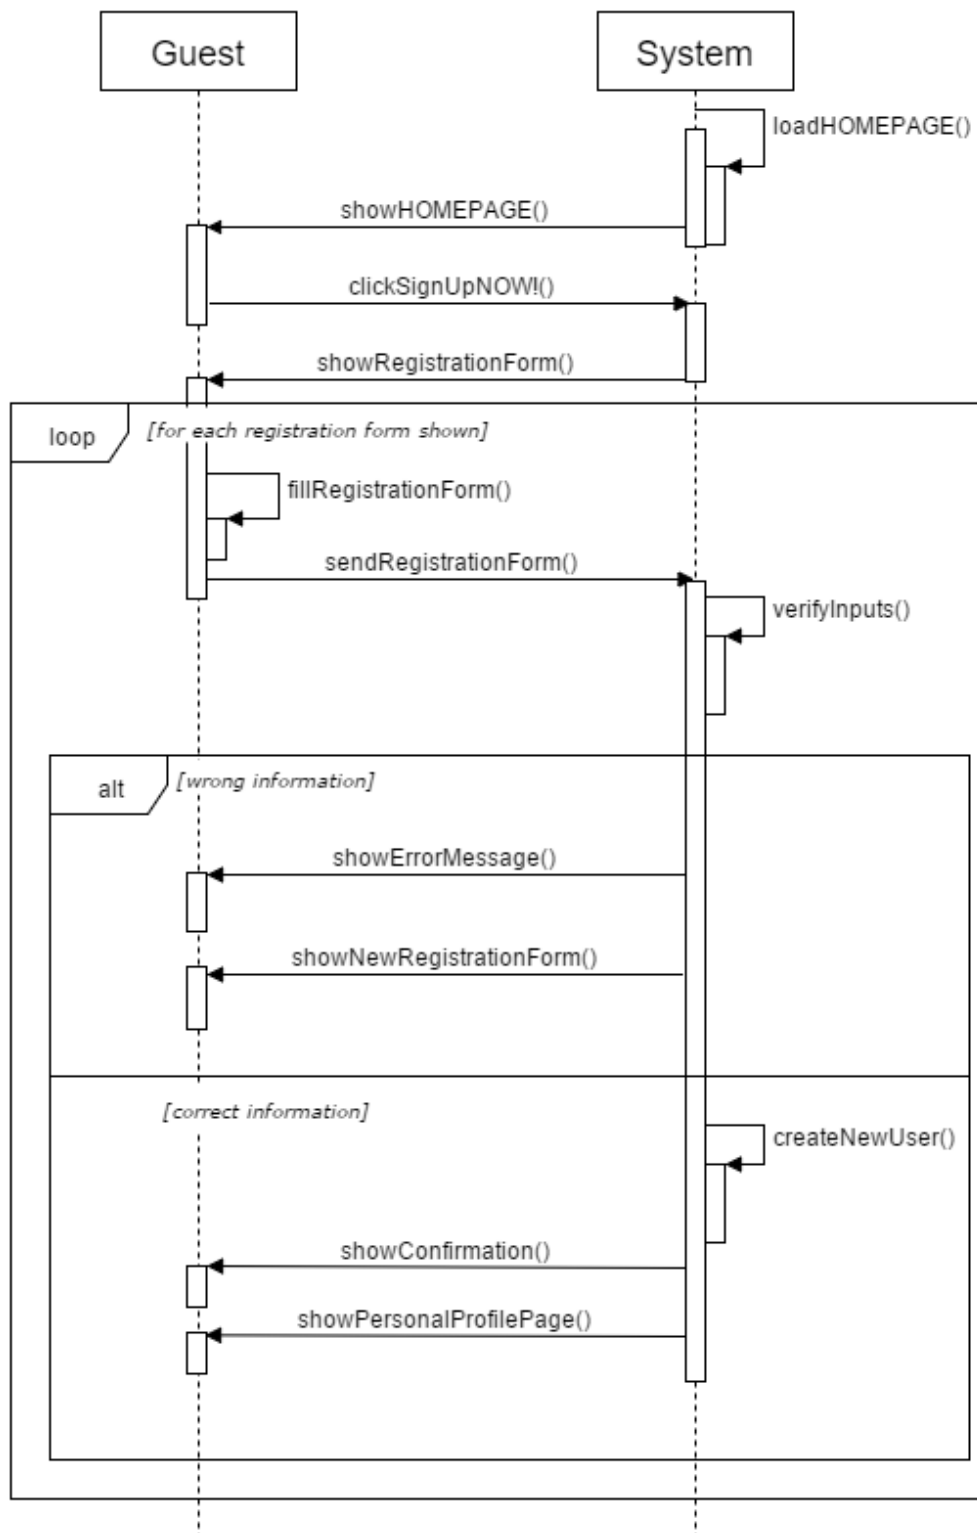 Guest
System
loadHOMEPAGE()
showHOMEPAGE()
clickSignUpNOW!()
showRegistrationForm()
loop
[for each registration form shown]
fillRegistrationForm()
sendRegistrationForm()
verifyInputs()
alt
[wrong information]
showErrorMessage()
showNewRegistrationForm()
[correct information]
createNewUser()
showConfirmation()
showPersonalProfilePage()